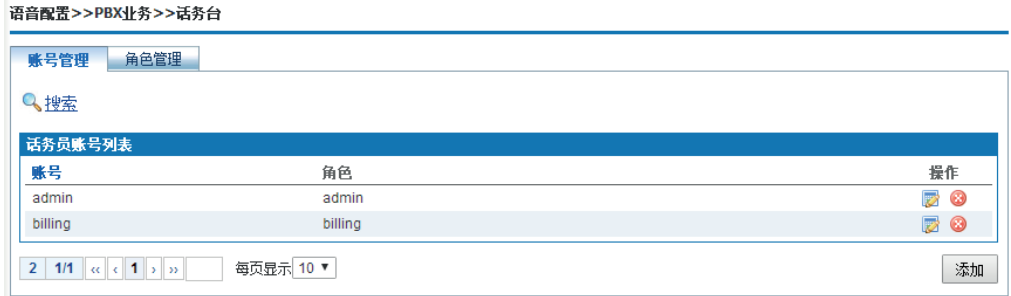 语音配置>>PBX业务>>话务台
账号管理 角色管理
搜索
话务员账号列表
账号 角色 操作
admin admin
billing billing
2 1/1 ‹‹ ‹ 1 › ›› 每页显示 10 ▼ 添加